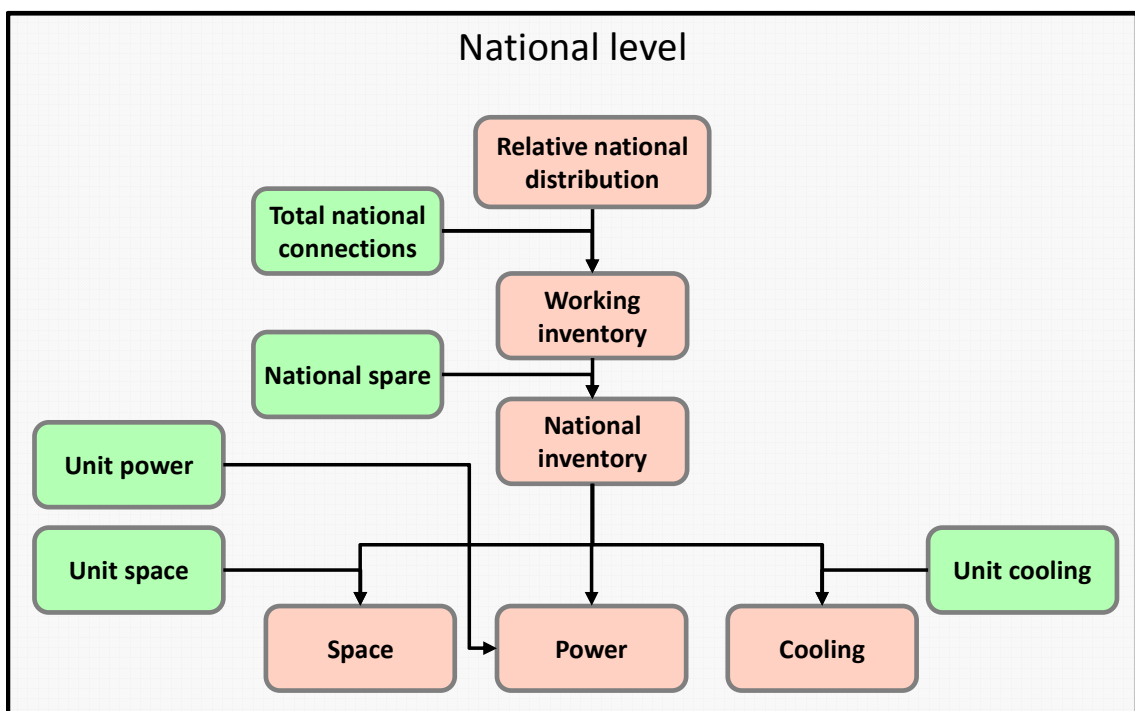 National level
Relative national
distribution
Total national
connections
Working
inventory
National spare
National
inventory
Unit power
Unit space
Unit cooling
Space
Power
Cooling